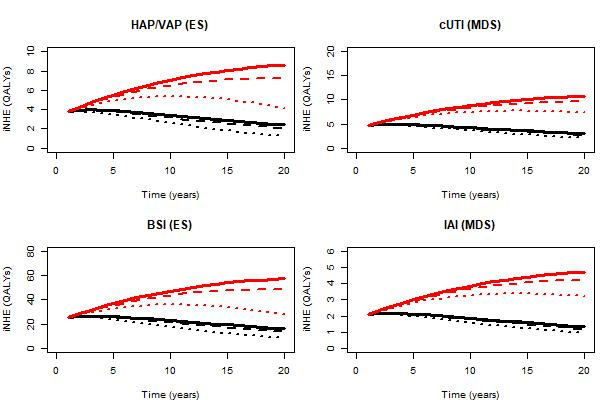 HAP/VAP (ES)
iNHE (QALYs)
10
8
6
4
2
0
0 5 10 15 20
Time (years)
cUTI (MDS)
iNHE (QALYs)
20
15
10
5
0
0 5 10 15 20
Time (years)
BSI (ES)
iNHE (QALYs)
80
60
40
20
0
0 5 10 15 20
Time (years)
IAI (MDS)
iNHE (QALYs)
6
5
4
3
2
1
0
0 5 10 15 20
Time (years)